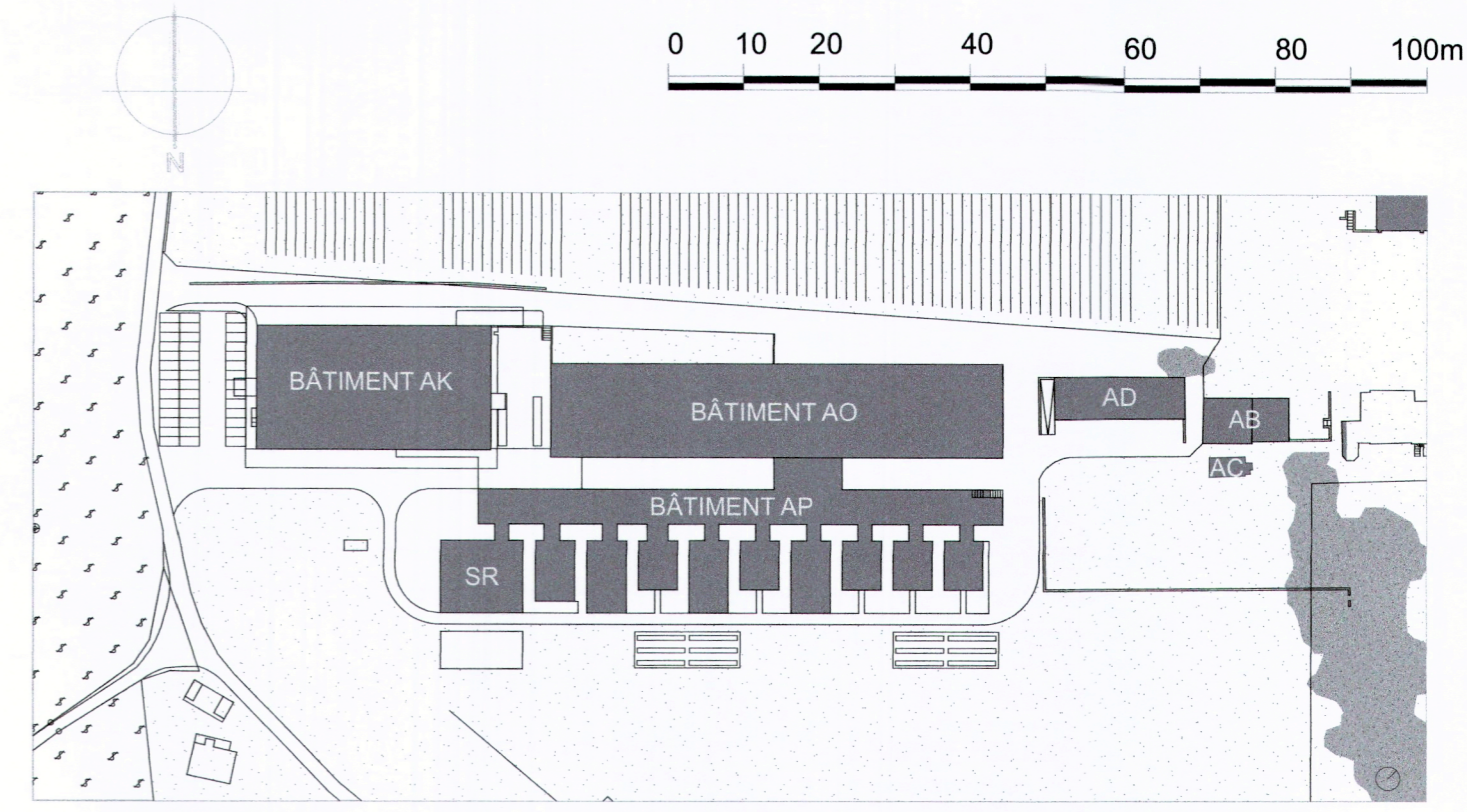 0 10 20 40 60 80 100m
N
BÂTIMENT AK
BÂTIMENT AO
AD
AB
AC
BÂTIMENT AP
SR